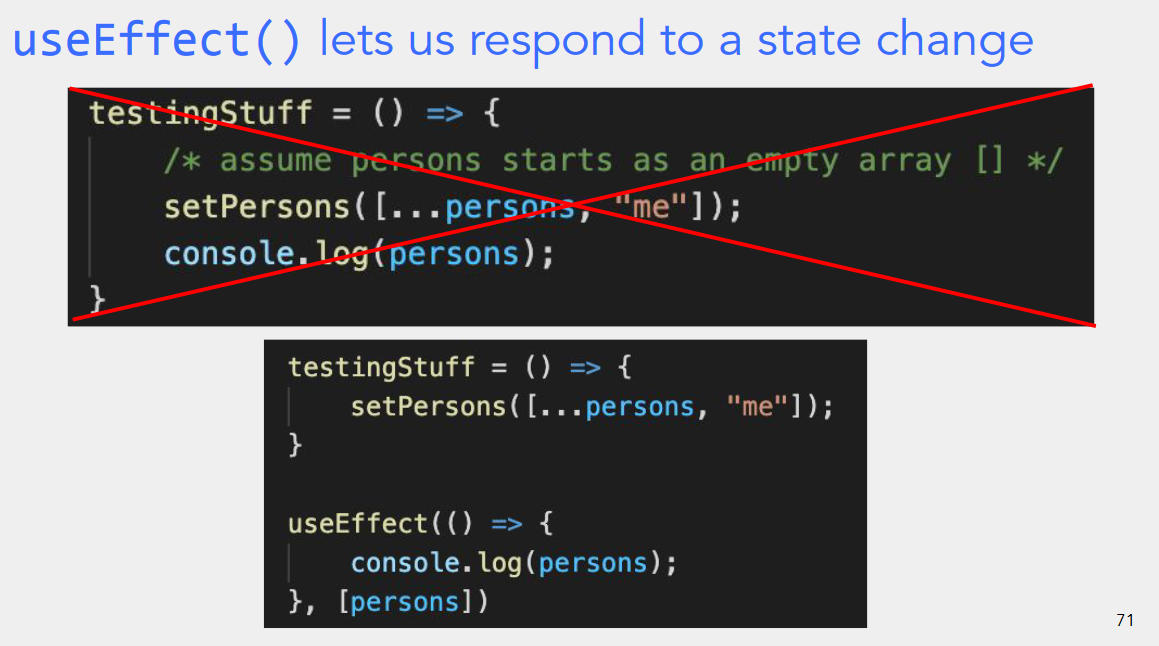 useEffect() lets us respond to a state change
testingStuff = () => {
/* assume persons starts as an empty array [] */
setPersons([...persons, "me"]);
console.log(persons);
}
testingStuff = () => {
setPersons([...persons, "me"]);
}
useEffect(() => {
console.log(persons);
}, [persons])
71